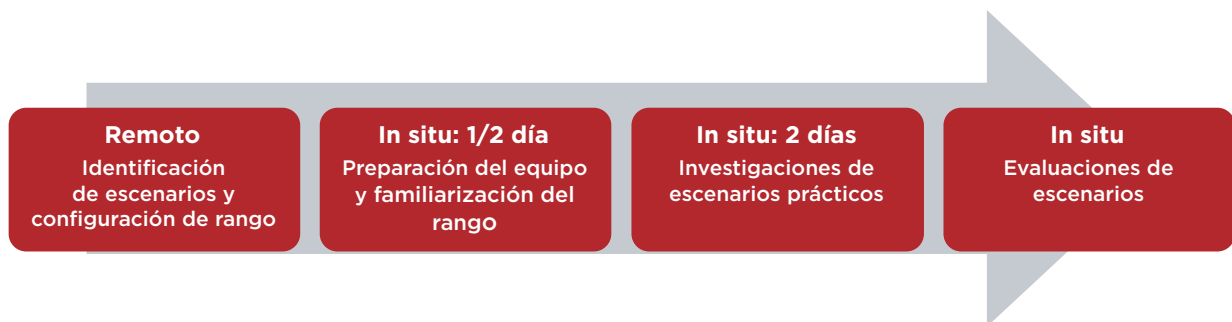 Remoto
Identificación
de escenarios y
configuración de rango
In situ: 1/2 día
Preparación del equipo
y familiarización del
rango
In situ: 2 días
Investigaciones de
escenarios prácticos
In situ
Evaluaciones de
escenarios